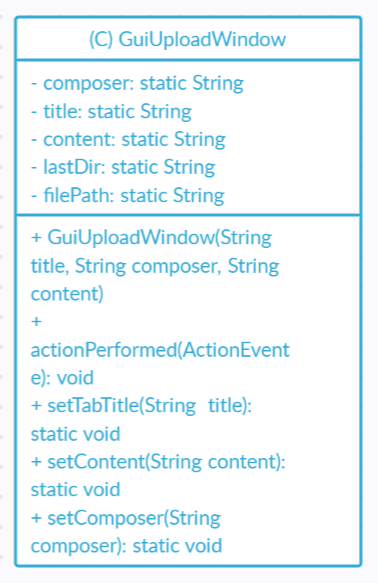 (C) GuiUploadWindow
- composer: static String
- title: static String
- content: static String
- lastDir: static String
- filePath: static String
+ GuiUploadWindow(String
title, String composer, String
content)
+
actionPerformed(ActionEvent
e): void
+ setTabTitle(String  title):
static void
+ setContent(String content):
static void
+ setComposer(String
composer): static void